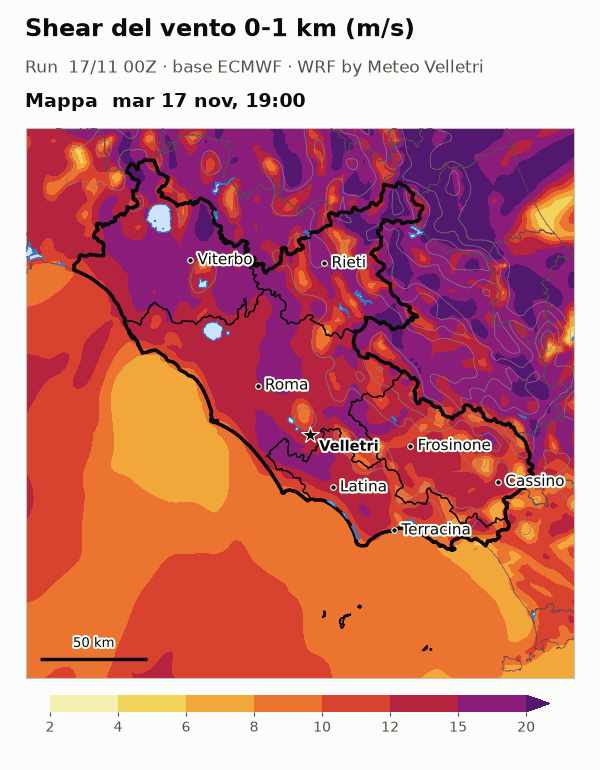 Shear del vento 0-1 km (m/s)
Run 17/11 00Z · base ECMWF · WRF by Meteo Velletri
Mappa mar 17 nov, 19:00
Viterbo
Rieti
Roma
Velletri
Frosinone
Latina
Cassino
Terracina
50 km
2 4 6 8 10 12 15 20